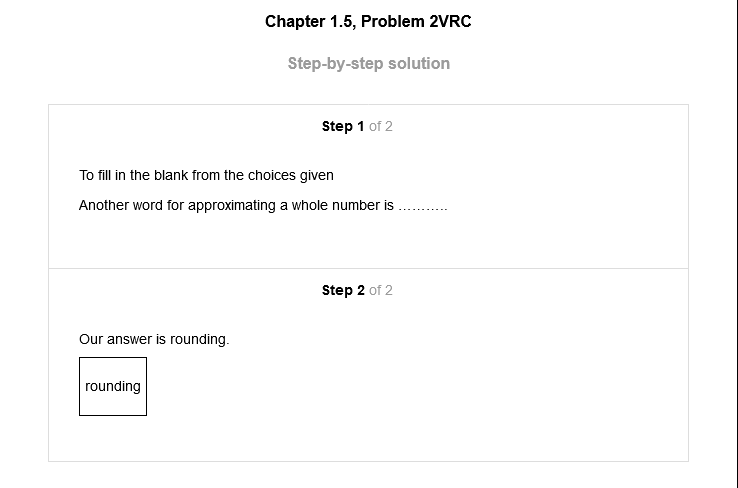 Chapter 1.5, Problem 2VRC
Step-by-step solution
Step 1 of 2
To fill in the blank from the choices given
Another word for approximating a whole number is ...........
Step 2 of 2
Our answer is rounding.
rounding